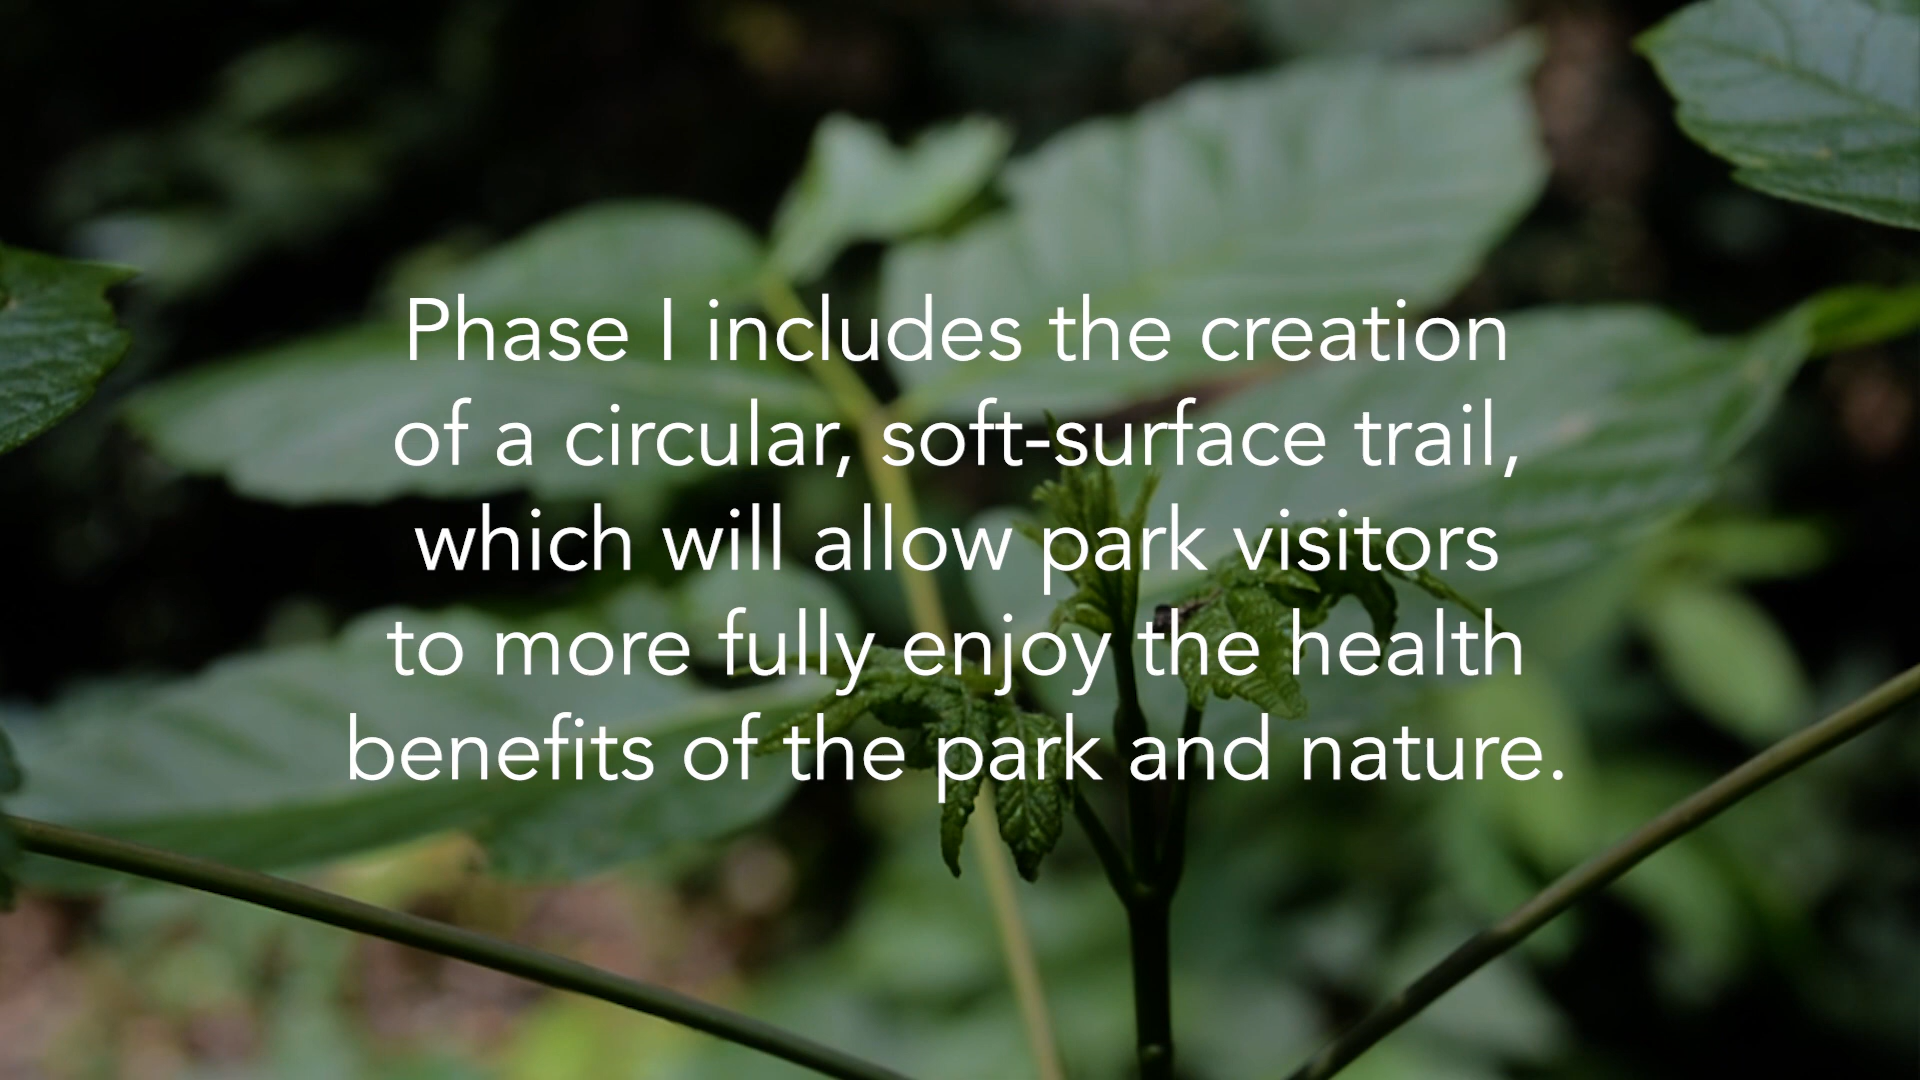 Phase I includes the creation
of a circular, soft-surface trail,
which will allow park visitors
to more fully enjoy the health
benefits of the park and nature.